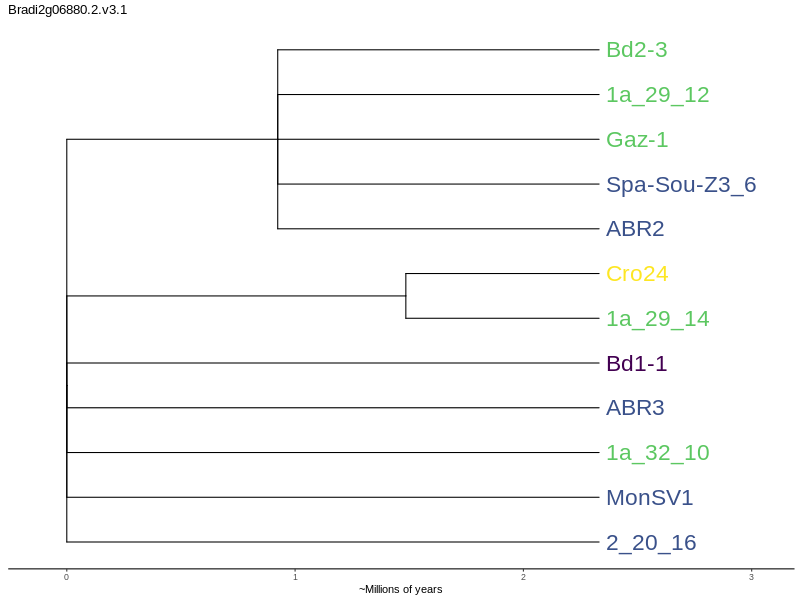 Bradi2g06880.2.v3.1
Bd2-3
1a_29_12
Gaz-1
Spa-Sou-Z3_6
ABR2
Cro24
1a_29_14
Bd1-1
ABR3
1a_32_10
MonSV1
2_20_16
0 1 2 3
~Millions of years